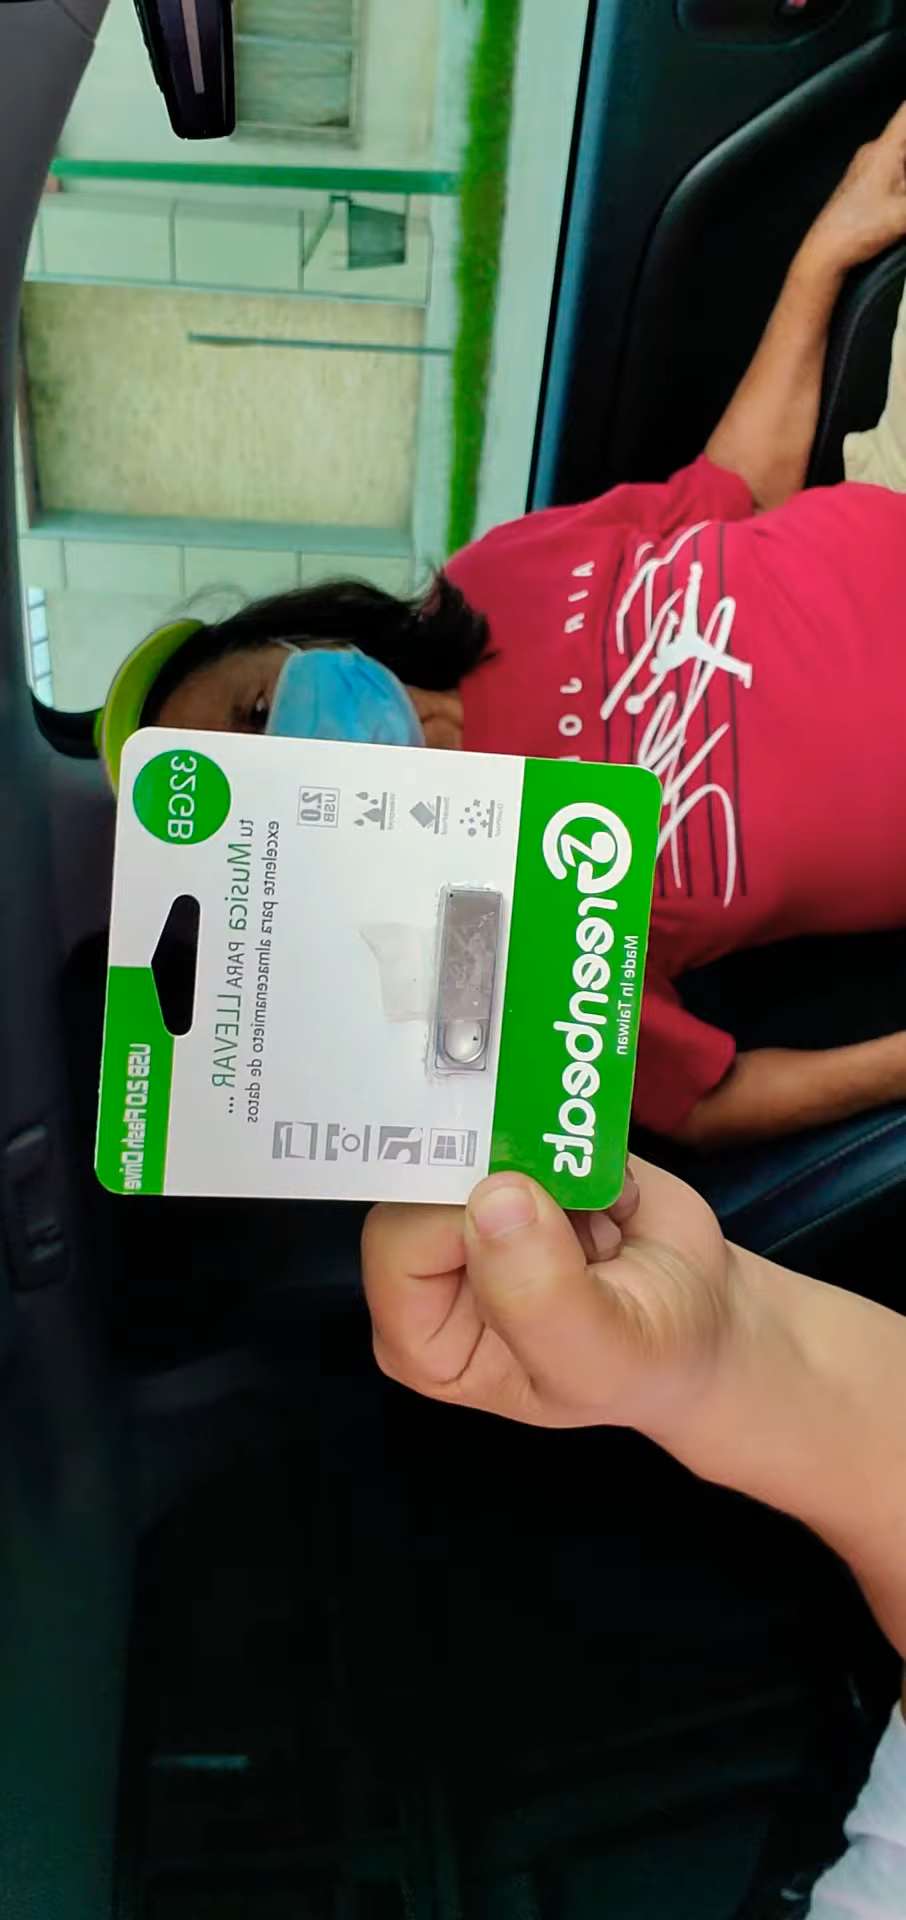 Made In Taiwan
Greenpears
USB 2.0
excelente para almacenamieto de datos
tu Musica PARA LLEVAR ...
32GB
USB 2.0 Flash Drive
AIR JO